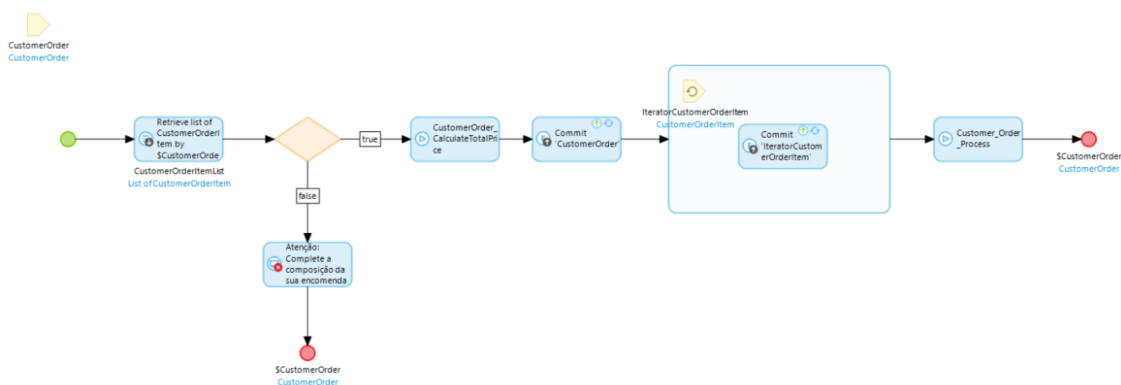 CustomerOrder
CustomerOrder
Retrieve list of
CustomerOrderI
tem by
$CustomerOrde
CustomerOrderItemList
List of CustomerOrderItem
true
false
Atenção:
Complete a
composição da
sua encomenda
$CustomerOrder
CustomerOrder
CustomerOrder_
CalculateTotalPri
ce
Commit
'CustomerOrder'
IteratorCustomerOrderItem
CustomerOrderItem
Commit
'IteratorCustom
erOrderItem'
Customer_Order
_Process
$CustomerOrder
CustomerOrder